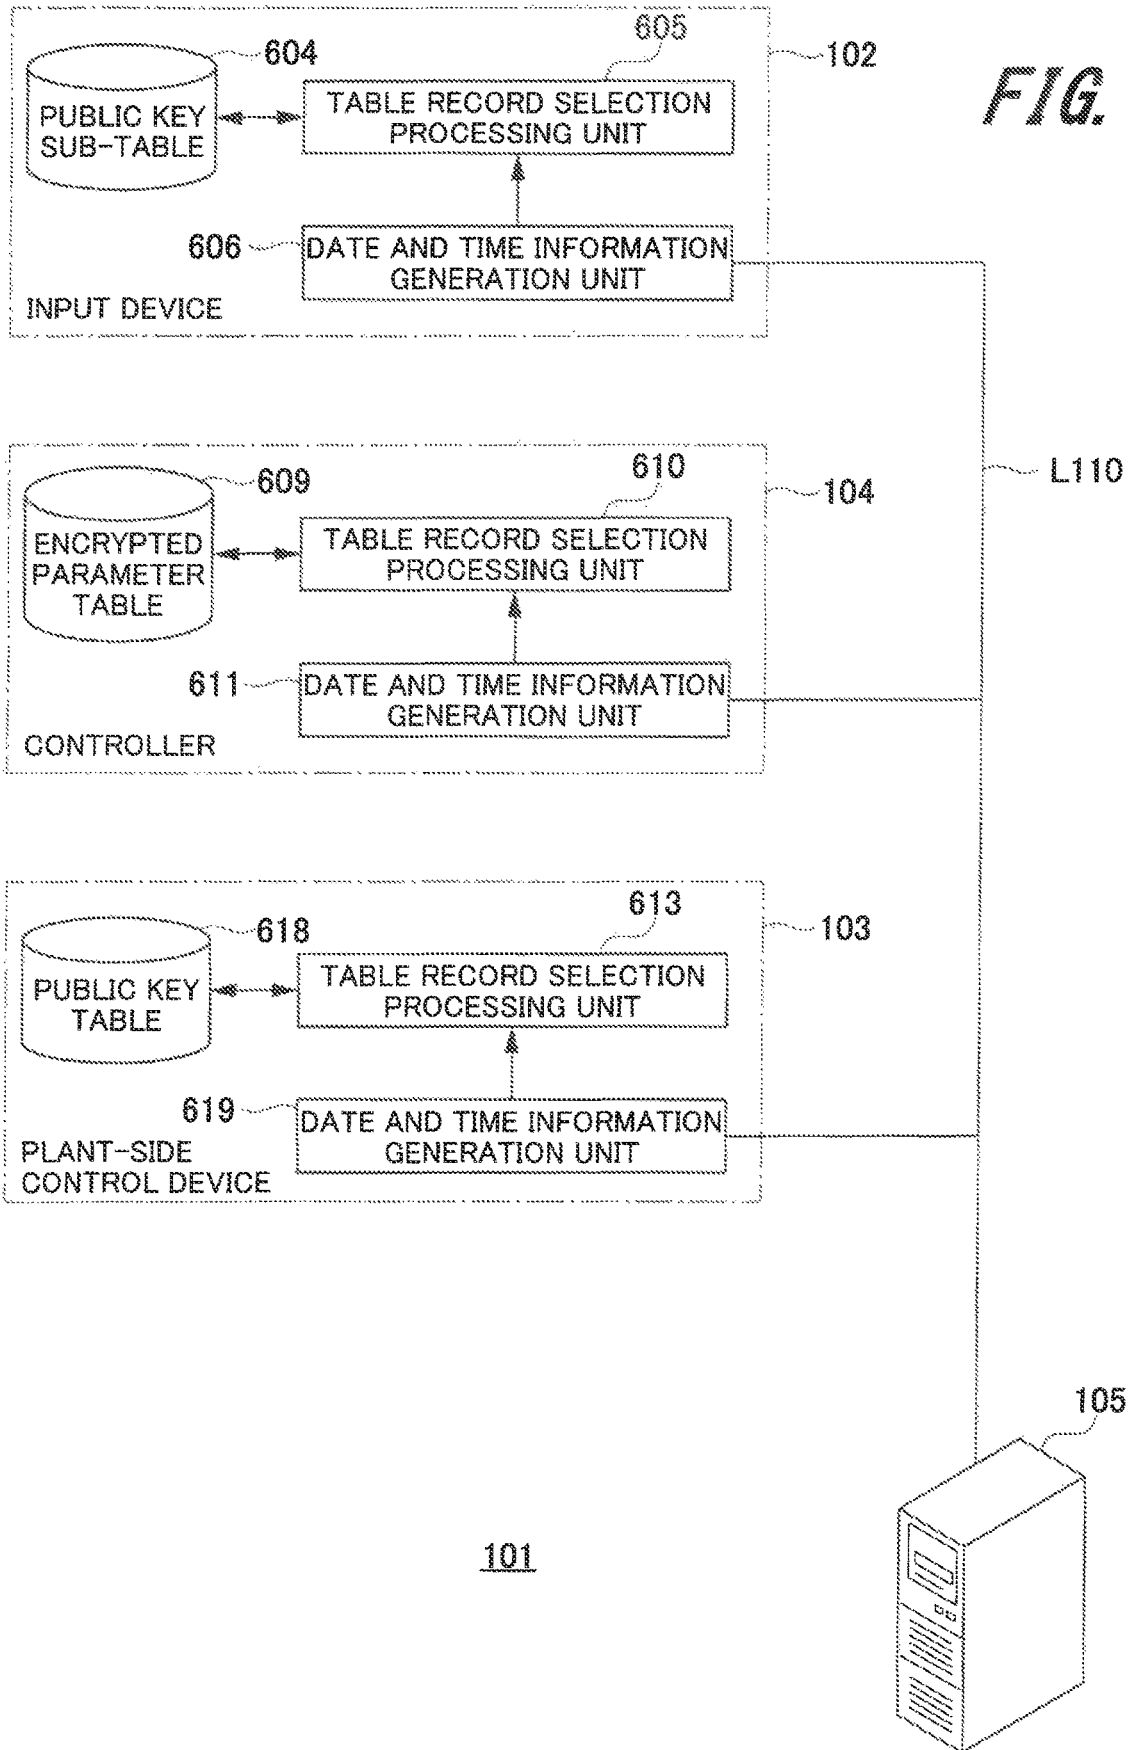 604
605
102
FIG.
PUBLIC KEY
SUB-TABLE
TABLE RECORD SELECTION
PROCESSING UNIT
606
DATE AND TIME INFORMATION
GENERATION UNIT
INPUT DEVICE
609
610
104
L110
ENCRYPTED
PARAMETER
TABLE
TABLE RECORD SELECTION
PROCESSING UNIT
611
DATE AND TIME INFORMATION
GENERATION UNIT
CONTROLLER
618
613
103
PUBLIC KEY
TABLE
TABLE RECORD SELECTION
PROCESSING UNIT
619
DATE AND TIME INFORMATION
GENERATION UNIT
PLANT-SIDE
CONTROL DEVICE
105
101